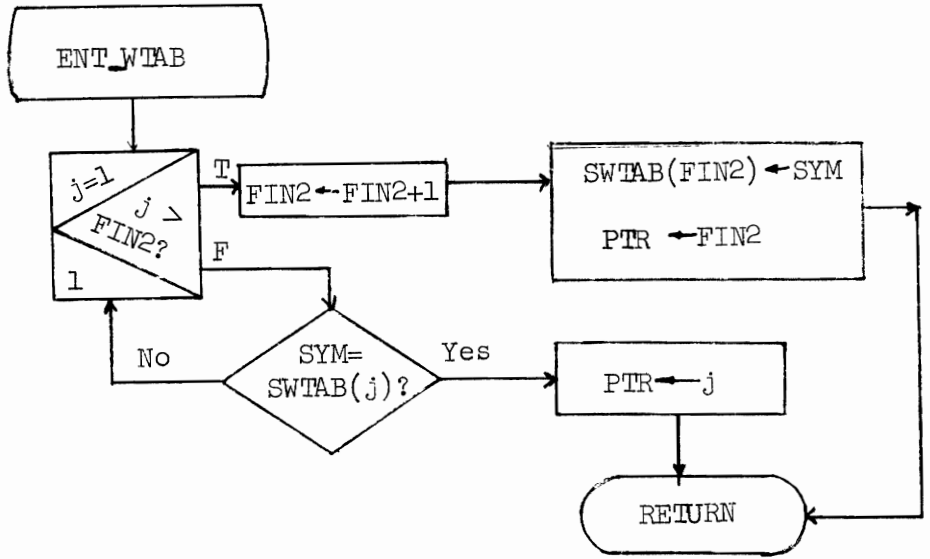 ENT_WTAB
j=1
j >
FIN2?
1
T
FIN2←FIN2+1
SWTAB(FIN2)←SYM
PTR ←FIN2
F
No
SYM=
SWTAB(j)?
Yes
PTR←j
RETURN